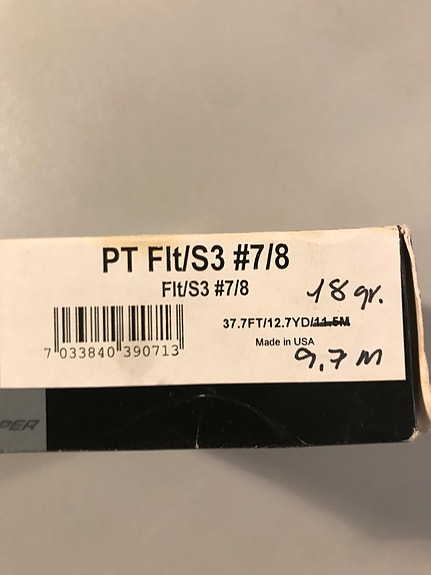 PT Flt/S3 #7/8
Flt/S3 #7/8
18 gr.
37.7FT/12.7YD/11.5M
Made in USA
9,7 M
7 033840 390713
PER